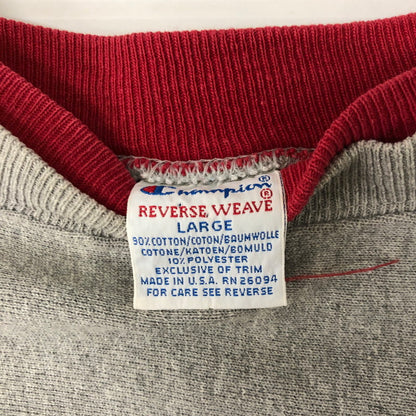 Champion®
REVERSE WEAVE®
LARGE
90% COTTON/COTON/BAUMWOLLE
COTONE/KATOEN/BOMULD
10% POLYESTER
EXCLUSIVE OF TRIM
MADE IN U.S.A. RN 26094
FOR CARE SEE REVERSE